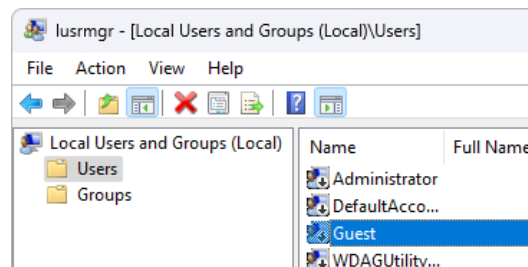 lusrmgr - [Local Users and Groups (Local)\Users]
File Action View Help
Local Users and Groups (Local)
Users
Groups
Name Full Name
Administrator
DefaultAcco...
Guest
WDAGUtility...